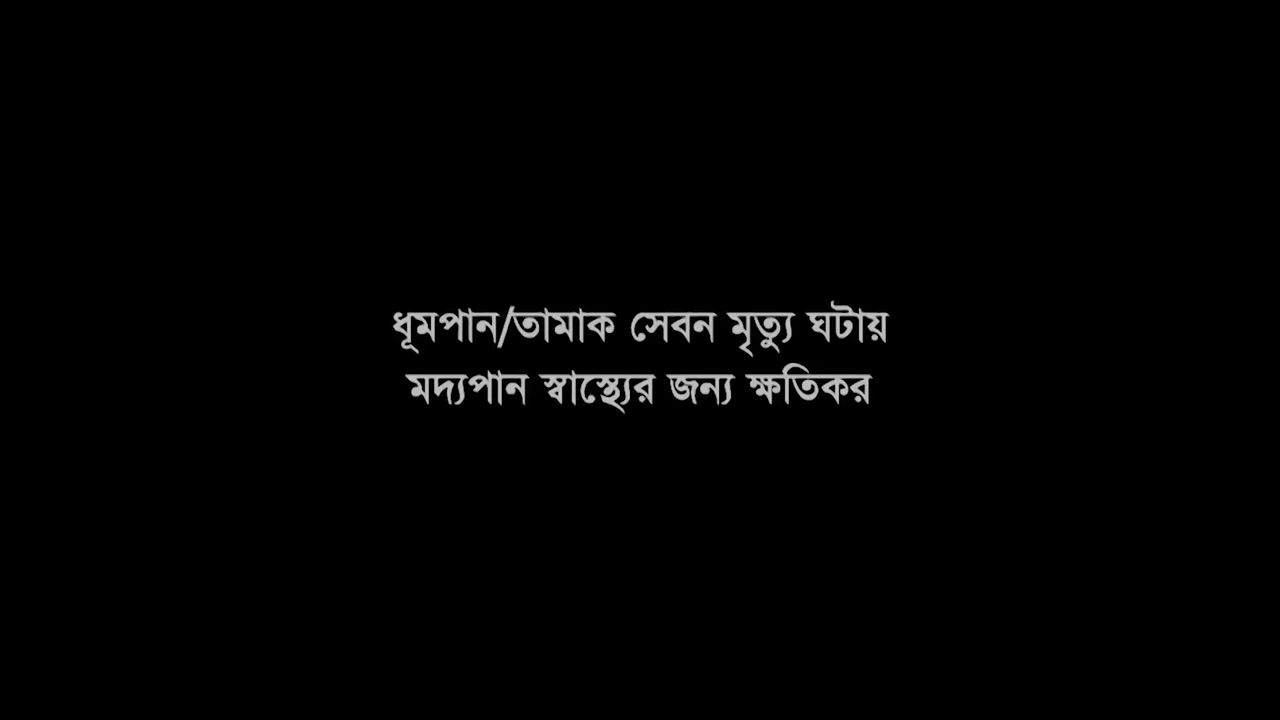 ধূমপান/তামাক সেবন মৃত্যু ঘটায়
মদ্যপান স্বাস্থ্যের জন্য ক্ষতিকর